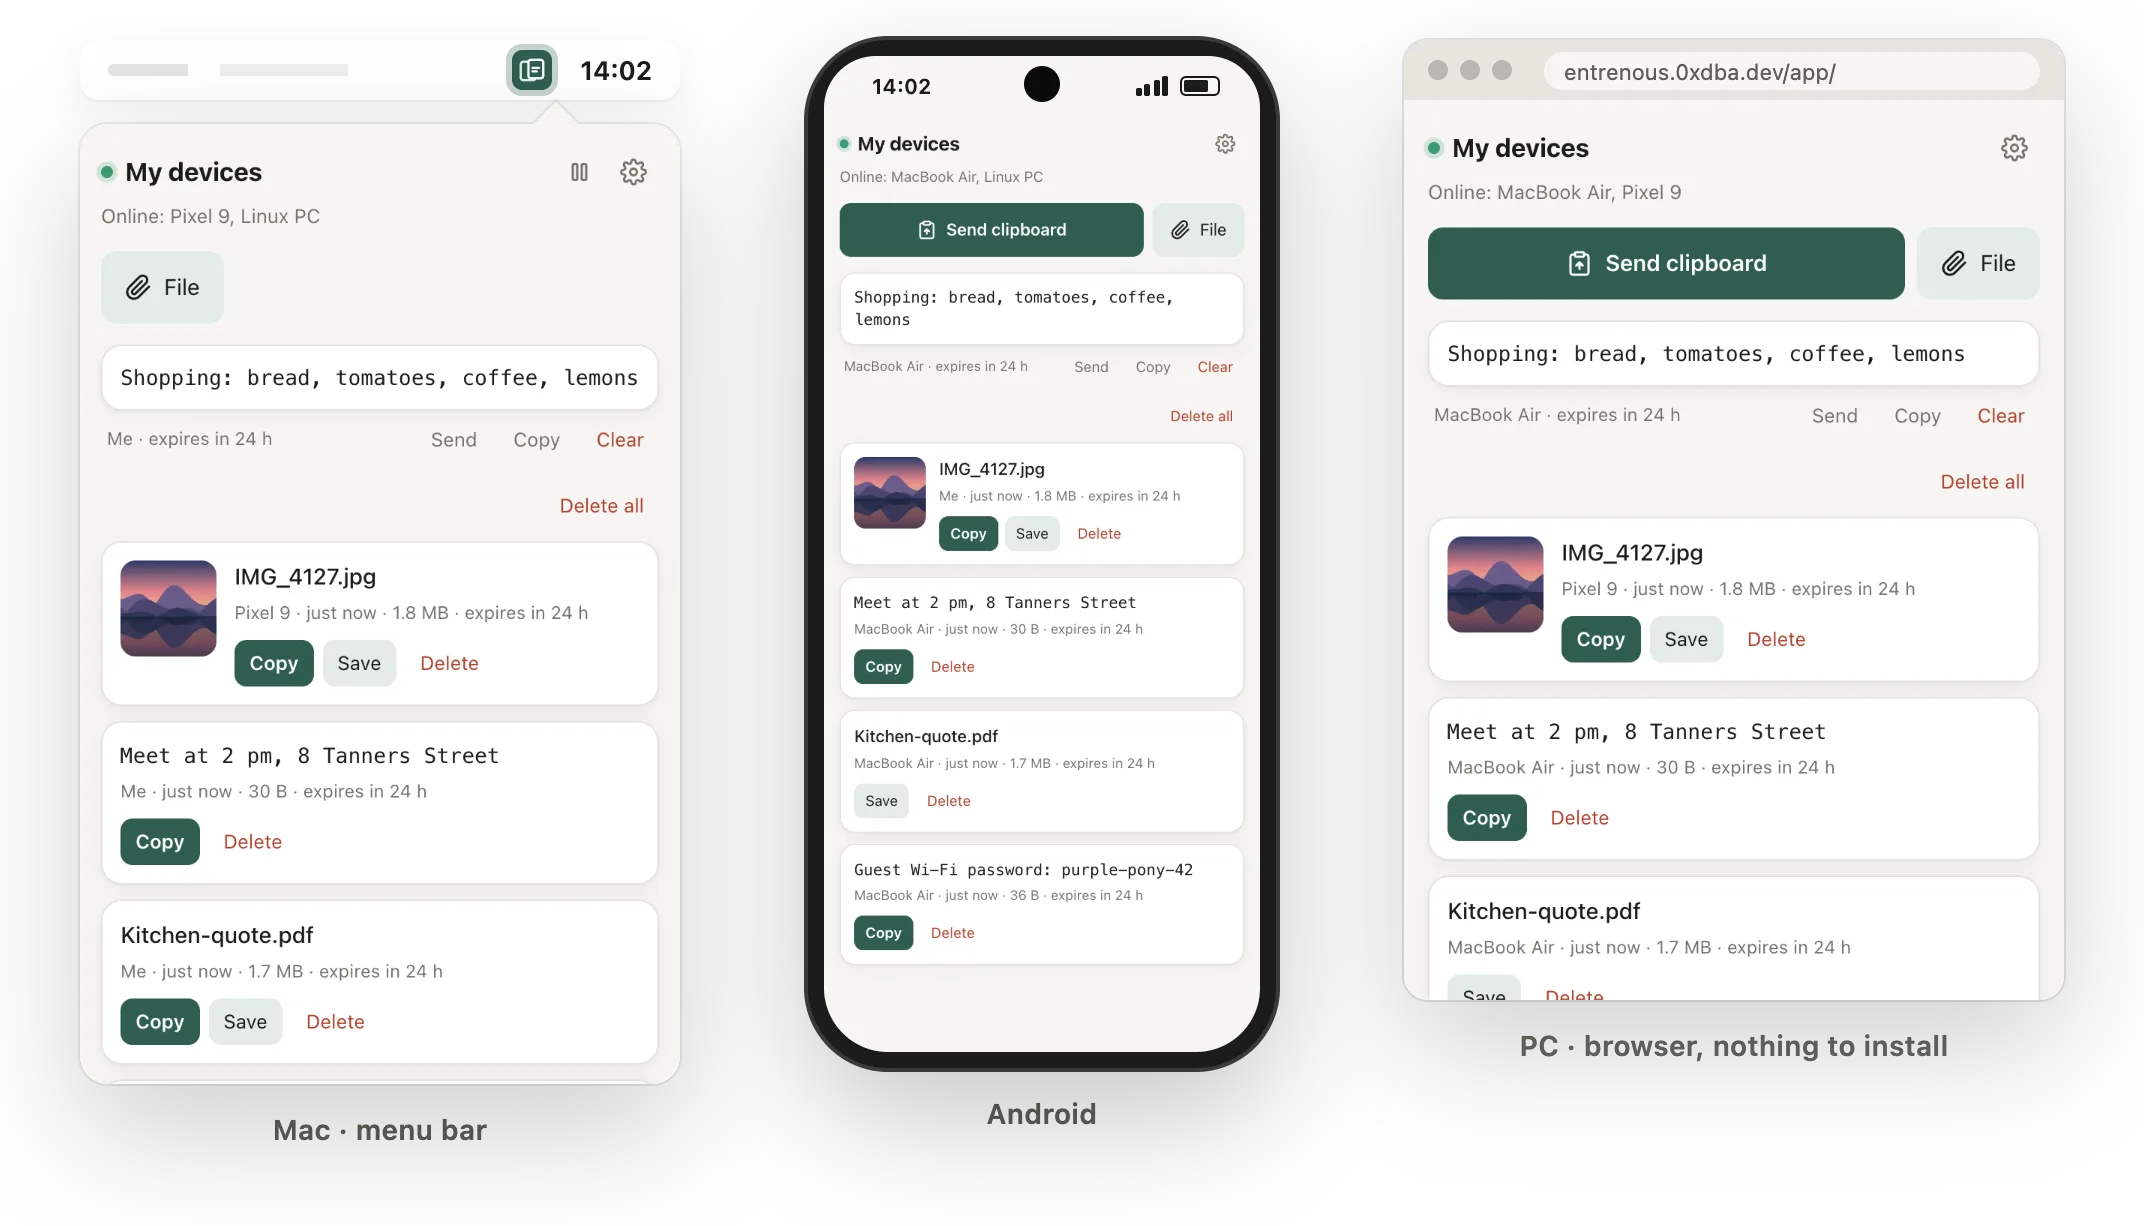 14:02
My devices
Online: Pixel 9, Linux PC
File
Shopping: bread, tomatoes, coffee, lemons
Me · expires in 24 h Send Copy Clear
Delete all
IMG_4127.jpg
Pixel 9 · just now · 1.8 MB · expires in 24 h
Copy Save Delete
Meet at 2 pm, 8 Tanners Street
Me · just now · 30 B · expires in 24 h
Copy Delete
Kitchen-quote.pdf
Me · just now · 1.7 MB · expires in 24 h
Copy Save Delete
Mac · menu bar
14:02
My devices
Online: MacBook Air, Linux PC
Send clipboard File
Shopping: bread, tomatoes, coffee,
lemons
MacBook Air · expires in 24 h Send Copy Clear
Delete all
IMG_4127.jpg
Me · just now · 1.8 MB · expires in 24 h
Copy Save Delete
Meet at 2 pm, 8 Tanners Street
MacBook Air · just now · 30 B · expires in 24 h
Copy Delete
Kitchen-quote.pdf
MacBook Air · just now · 1.7 MB · expires in 24 h
Save Delete
Guest Wi-Fi password: purple-pony-42
MacBook Air · just now · 36 B · expires in 24 h
Copy Delete
Android
entrenous.0xdba.dev/app/
My devices
Online: MacBook Air, Pixel 9
Send clipboard File
Shopping: bread, tomatoes, coffee, lemons
MacBook Air · expires in 24 h Send Copy Clear
Delete all
IMG_4127.jpg
Pixel 9 · just now · 1.8 MB · expires in 24 h
Copy Save Delete
Meet at 2 pm, 8 Tanners Street
MacBook Air · just now · 30 B · expires in 24 h
Copy Delete
Kitchen-quote.pdf
MacBook Air · just now · 1.7 MB · expires in 24 h
Save Delete
PC · browser, nothing to install